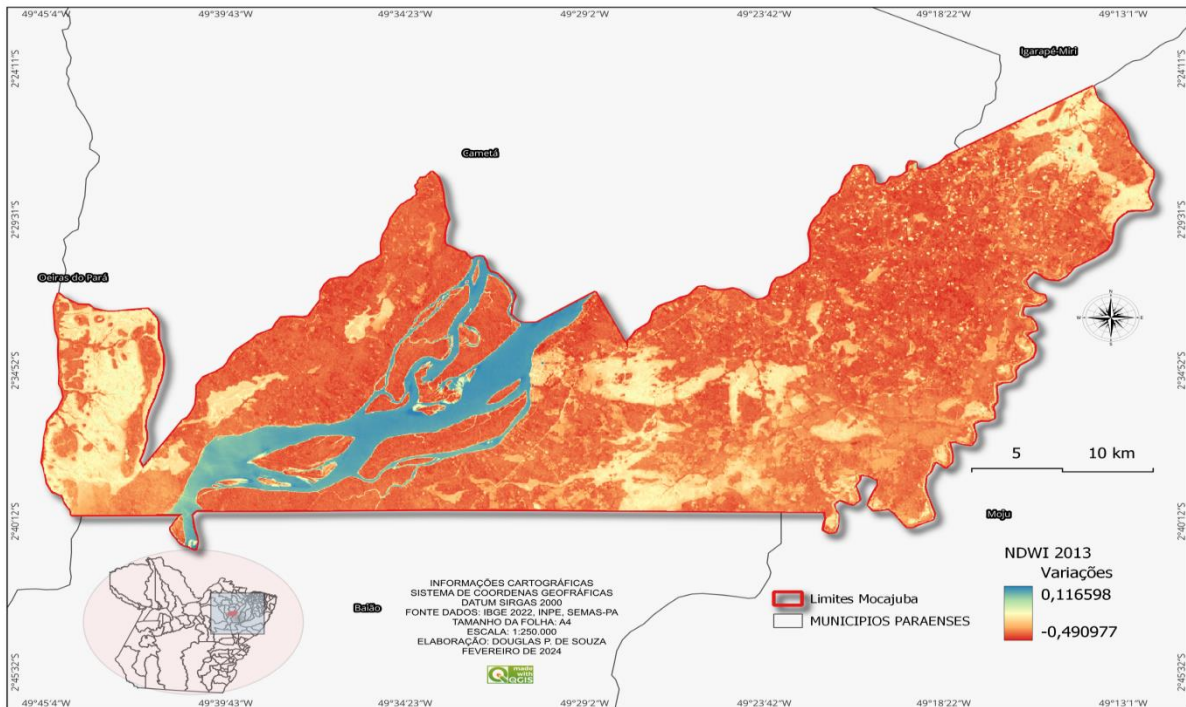 49°45'4"W 49°39'43"W 49°34'23"W 49°29'2"W 49°23'42"W 49°18'22"W 49°13'1"W
2°24'11"S 2°24'11"S
Igarapé-Miri
Cametá
2°29'31"S 2°29'31"S
Oeiras do Pará
N
W E
S
2°34'52"S 2°34'52"S
5 10 km
2°40'12"S 2°40'12"S
Moju
NDWI 2013
Variações
0,116598
-0,490977
Limites Mocajuba
MUNICIPIOS PARAENSES
Baião
INFORMAÇÕES CARTOGRÁFICAS
SISTEMA DE COORDENAS GEOFRÁFICAS
DATUM SIRGAS 2000
FONTE DADOS: IBGE 2022, INPE, SEMAS-PA
TAMANHO DA FOLHA: A4
ESCALA: 1:250.000
ELABORAÇÃO: DOUGLAS P. DE SOUZA
FEVEREIRO DE 2024
made
with
QGIS
2°45'32"S 2°45'32"S
49°45'4"W 49°39'43"W 49°34'23"W 49°29'2"W 49°23'42"W 49°18'22"W 49°13'1"W